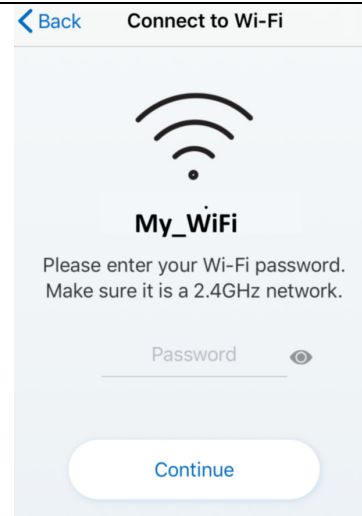 Back
Connect to Wi-Fi
My_WiFi
Please enter your Wi-Fi password.
Make sure it is a 2.4GHz network.
Password
Continue